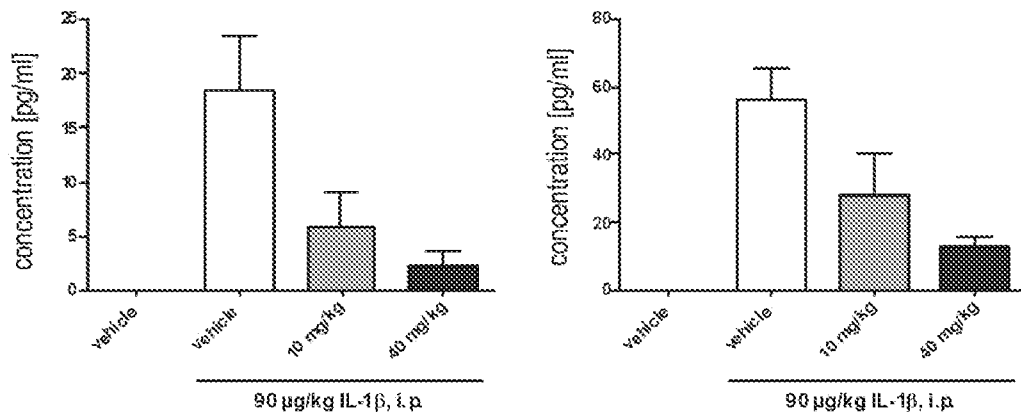 25
20
15
10
5
0
concentration [pg/ml]
vehicle
vehicle
10 mg/kg
40 mg/kg
90 µg/kg IL-1β, i.p.
80
60
40
20
0
concentration [pg/ml]
vehicle
vehicle
10 mg/kg
40 mg/kg
90 µg/kg IL-1β, i.p.